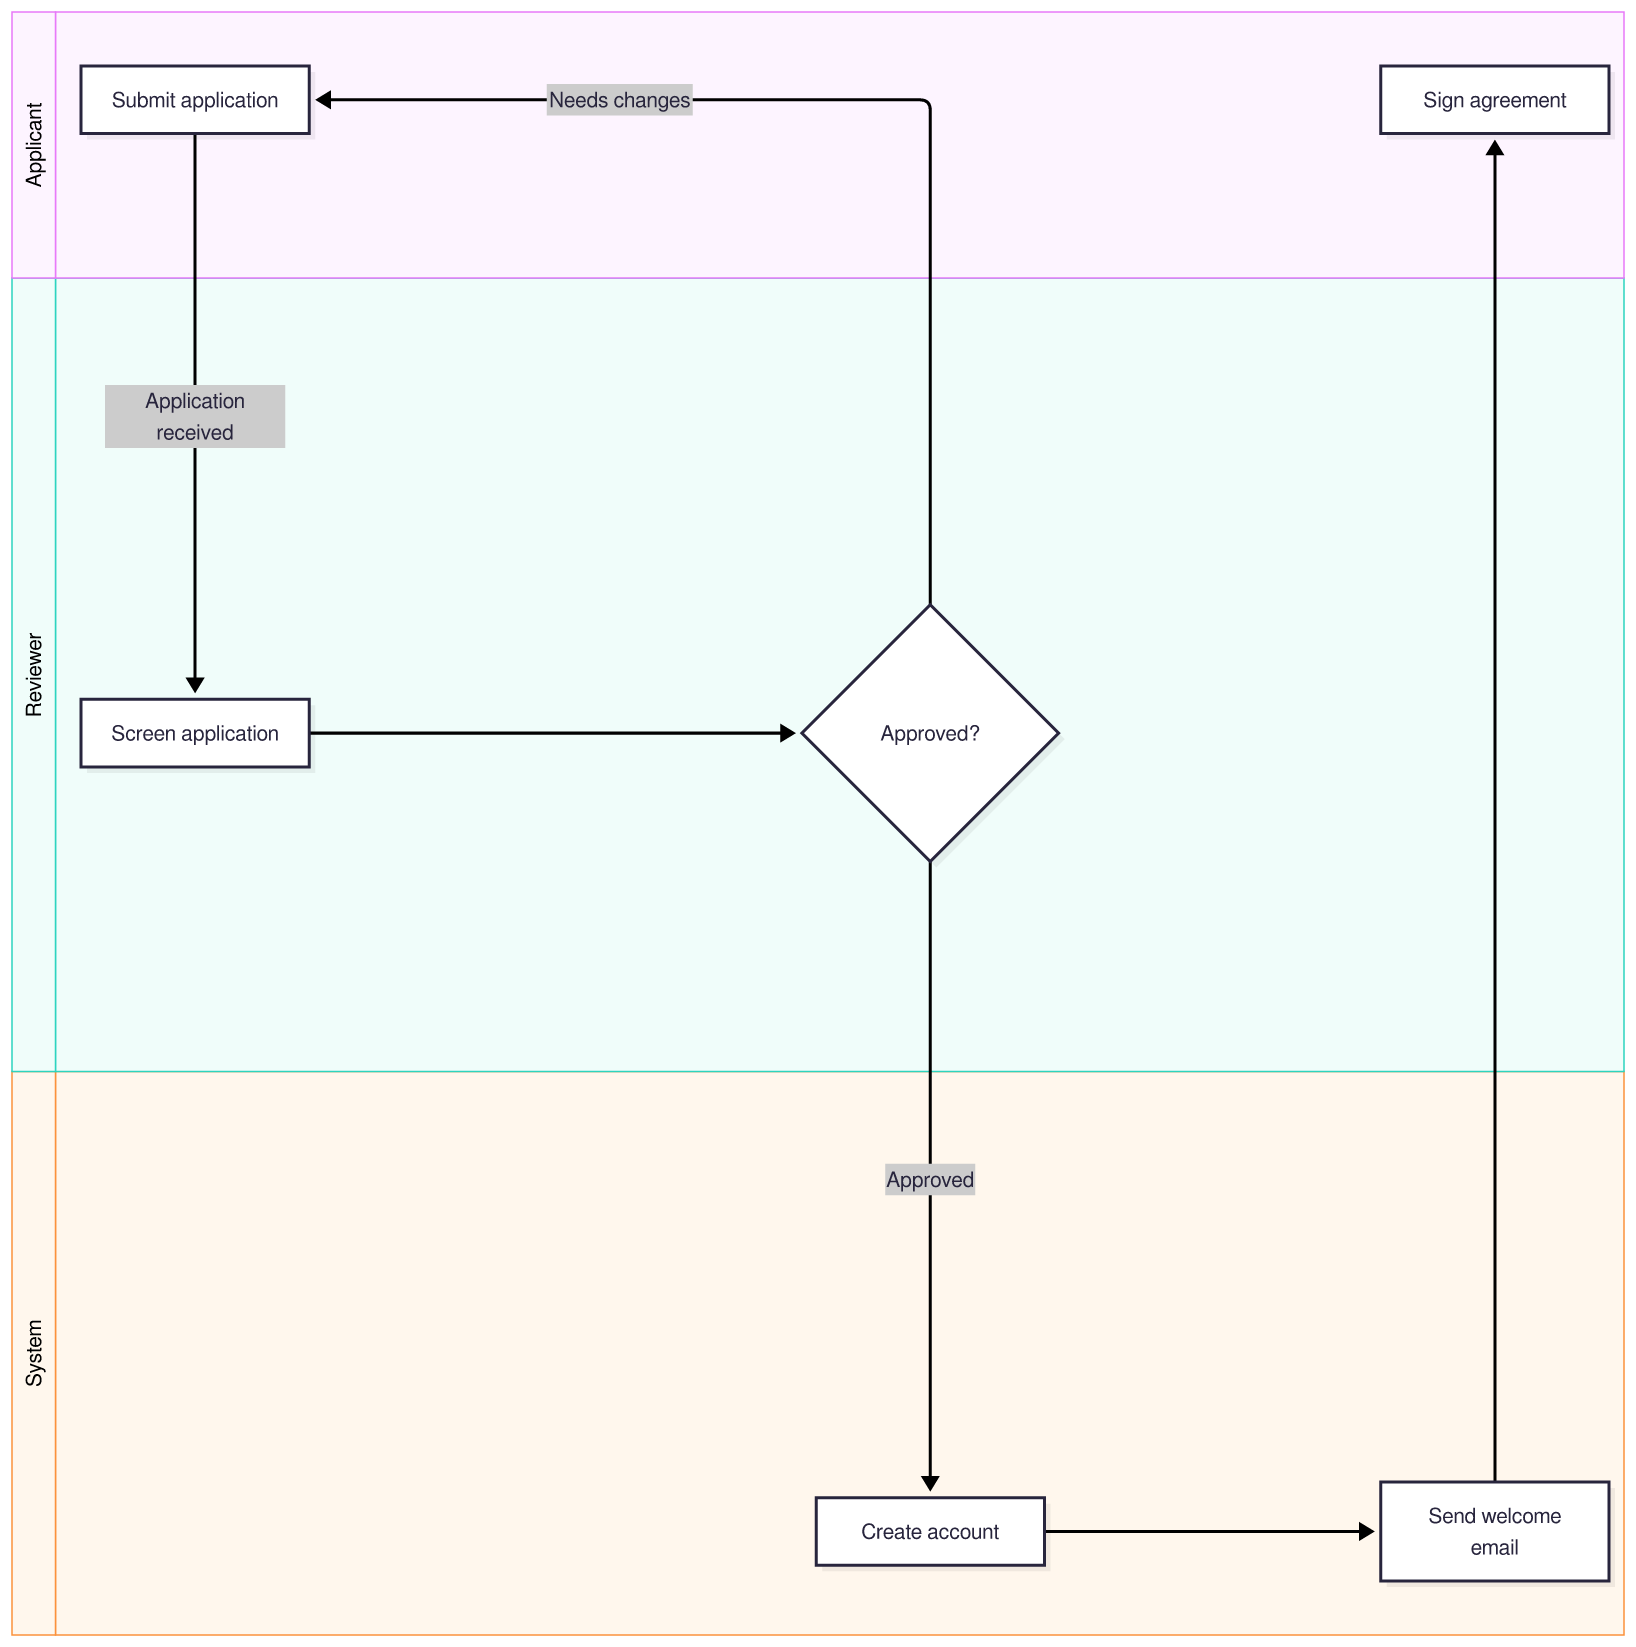 Applicant
Submit application
Needs changes
Sign agreement
Reviewer
Application
received
Screen application
Approved?
System
Approved
Create account
Send welcome
email